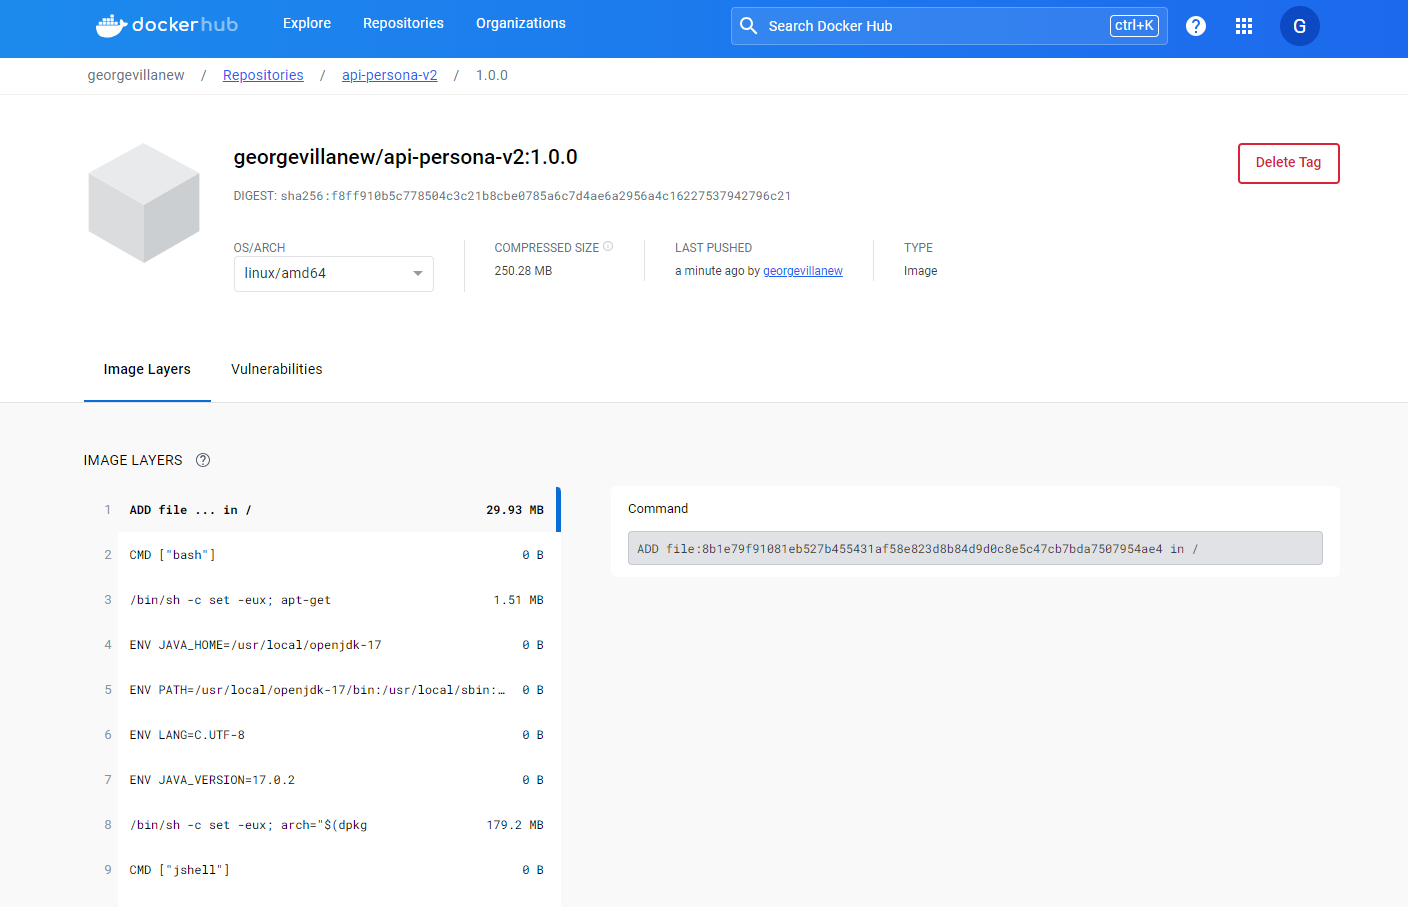 dockerhub Explore Repositories Organizations Search Docker Hub ctrl+K ? G
georgevillanew / Repositories / api-persona-v2 / 1.0.0
georgevillanew/api-persona-v2:1.0.0
Delete Tag
DIGEST: sha256:f8ff910b5c778504c3c21b8cbe0785a6c7d4ae6a2956a4c16227537942796c21
OS/ARCH COMPRESSED SIZE LAST PUSHED TYPE
linux/amd64 250.28 MB a minute ago by georgevillanew Image
Image Layers Vulnerabilities
IMAGE LAYERS ?
1 ADD file ... in / 29.93 MB
2 CMD ["bash"] 0 B
3 /bin/sh -c set -eux; apt-get 1.51 MB
4 ENV JAVA_HOME=/usr/local/openjdk-17 0 B
5 ENV PATH=/usr/local/openjdk-17/bin:/usr/local/sbin:… 0 B
6 ENV LANG=C.UTF-8 0 B
7 ENV JAVA_VERSION=17.0.2 0 B
8 /bin/sh -c set -eux; arch="$(dpkg 179.2 MB
9 CMD ["jshell"] 0 B
Command
ADD file:8b1e79f91081eb527b455431af58e823d8b84d9d0c8e5c47cb7bda7507954ae4 in /